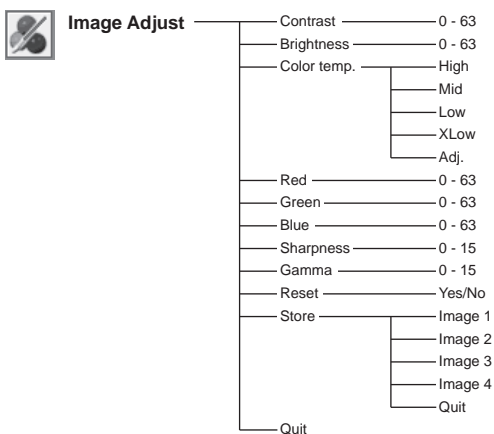 Image Adjust Contrast 0 - 63
Brightness 0 - 63
Color temp. High
Mid
Low
XLow
Adj.
Red 0 - 63
Green 0 - 63
Blue 0 - 63
Sharpness 0 - 15
Gamma 0 - 15
Reset Yes/No
Store Image 1
Image 2
Image 3
Image 4
Quit
Quit